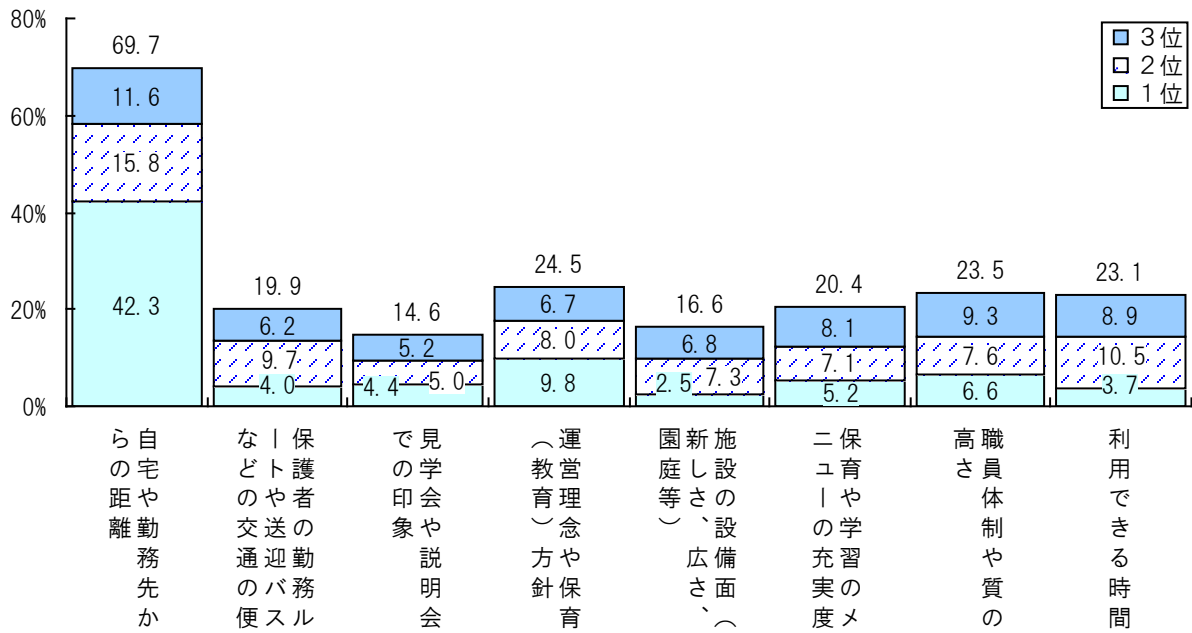 80%
60%
40%
20%
0%
３位
２位
１位
69.7
11.6
15.8
42.3
19.9
6.2
9.7
4.0
14.6
5.2
5.0
4.4
24.5
6.7
8.0
9.8
16.6
6.8
7.3
2.5
20.4
8.1
7.1
5.2
23.5
9.3
7.6
6.6
23.1
8.9
10.5
3.7
自宅や勤務先か
らの距離
保護者の勤務ル
ートや送迎バス
などの交通の便
見学会や説明会
での印象
運営理念や保育
（教育）方針
施設の設備面（
新しさ、広さ、
園庭等）
保育や学習のメ
ニューの充実度
職員体制や質の
高さ
利用できる時間